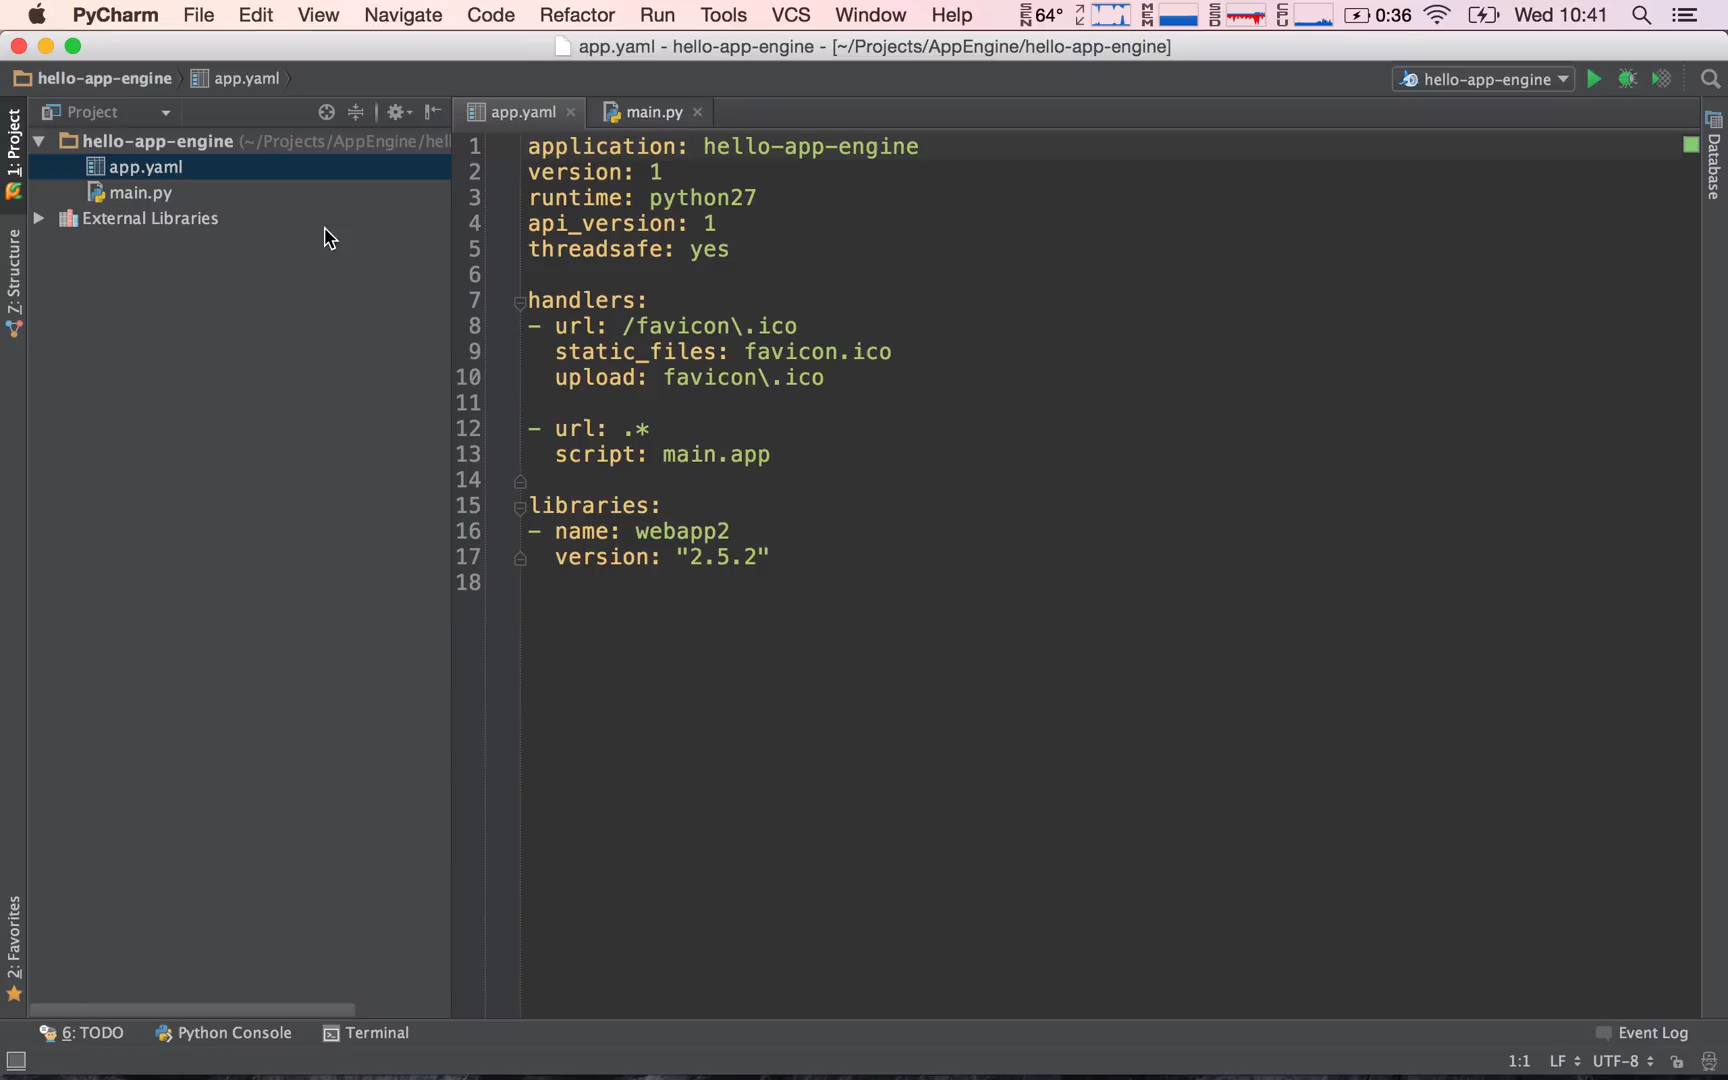 PyCharm File Edit View Navigate Code Refactor Run Tools VCS Window Help SEN 64° MEM SSD CPU 0:36 Wed 10:41
app.yaml - hello-app-engine - [~/Projects/AppEngine/hello-app-engine]
hello-app-engine app.yaml hello-app-engine
1: Project
Z: Structure
2: Favorites
Project
hello-app-engine (~/Projects/AppEngine/hel
app.yaml
main.py
External Libraries
app.yaml main.py
1 application: hello-app-engine
2 version: 1
3 runtime: python27
4 api_version: 1
5 threadsafe: yes
6
7 handlers:
8 - url: /favicon\.ico
9 static_files: favicon.ico
10 upload: favicon\.ico
11
12 - url: .*
13 script: main.app
14
15 libraries:
16 - name: webapp2
17 version: "2.5.2"
18
Database
6: TODO Python Console Terminal Event Log
1:1 LF UTF-8